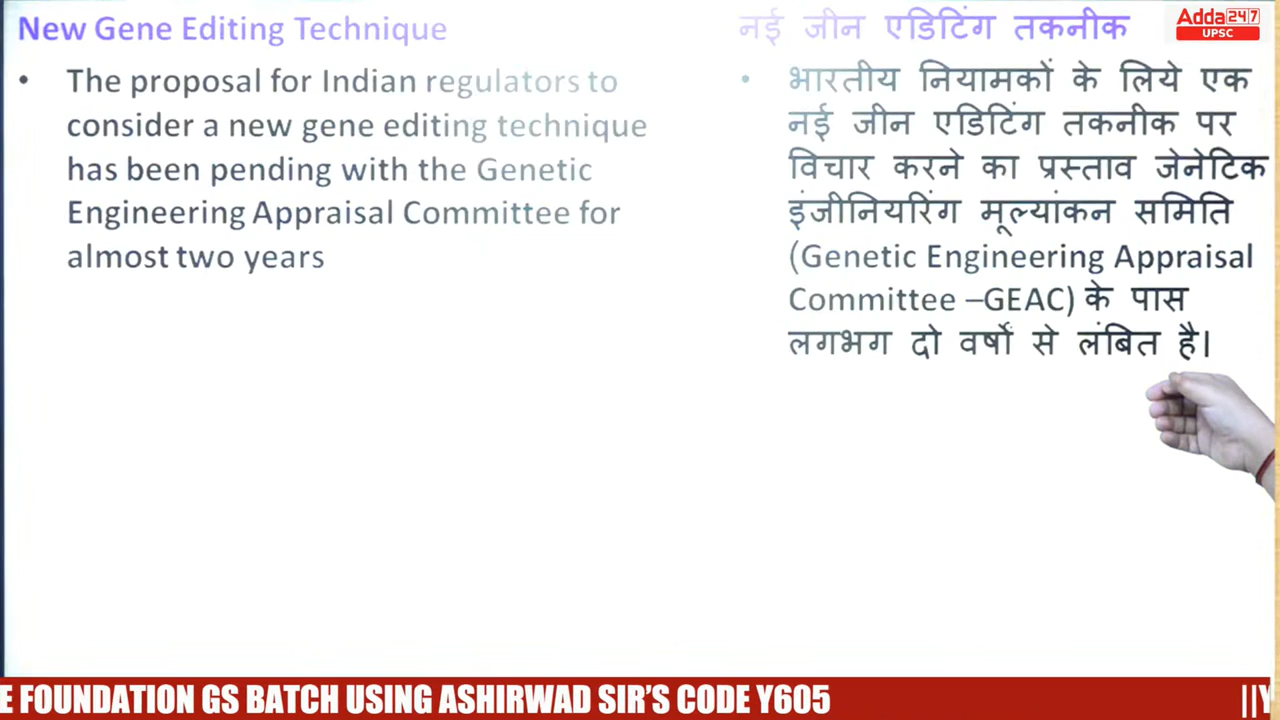 New Gene Editing Technique
• The proposal for Indian regulators to
consider a new gene editing technique
has been pending with the Genetic
Engineering Appraisal Committee for
almost two years
नई जीन एडिटिंग तकनीक
• भारतीय नियामकों के लिये एक
नई जीन एडिटिंग तकनीक पर
विचार करने का प्रस्ताव जेनेटिक
इंजीनियरिंग मूल्यांकन समिति
(Genetic Engineering Appraisal
Committee –GEAC) के पास
लगभग दो वर्षों से लंबित है।
Adda247
UPSC
E FOUNDATION GS BATCH USING ASHIRWAD SIR'S CODE Y605 ||Y